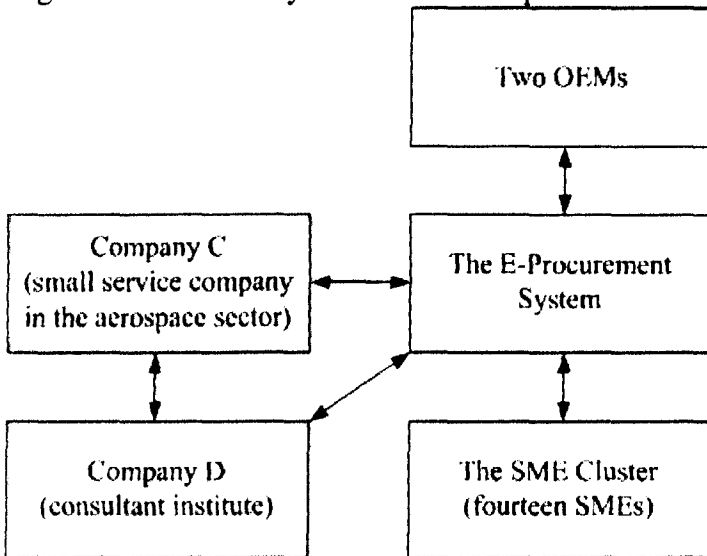 Two OEMs
Company C
(small service company
in the aerospace sector)
The E-Procurement
System
Company D
(consultant institute)
The SME Cluster
(fourteen SMEs)